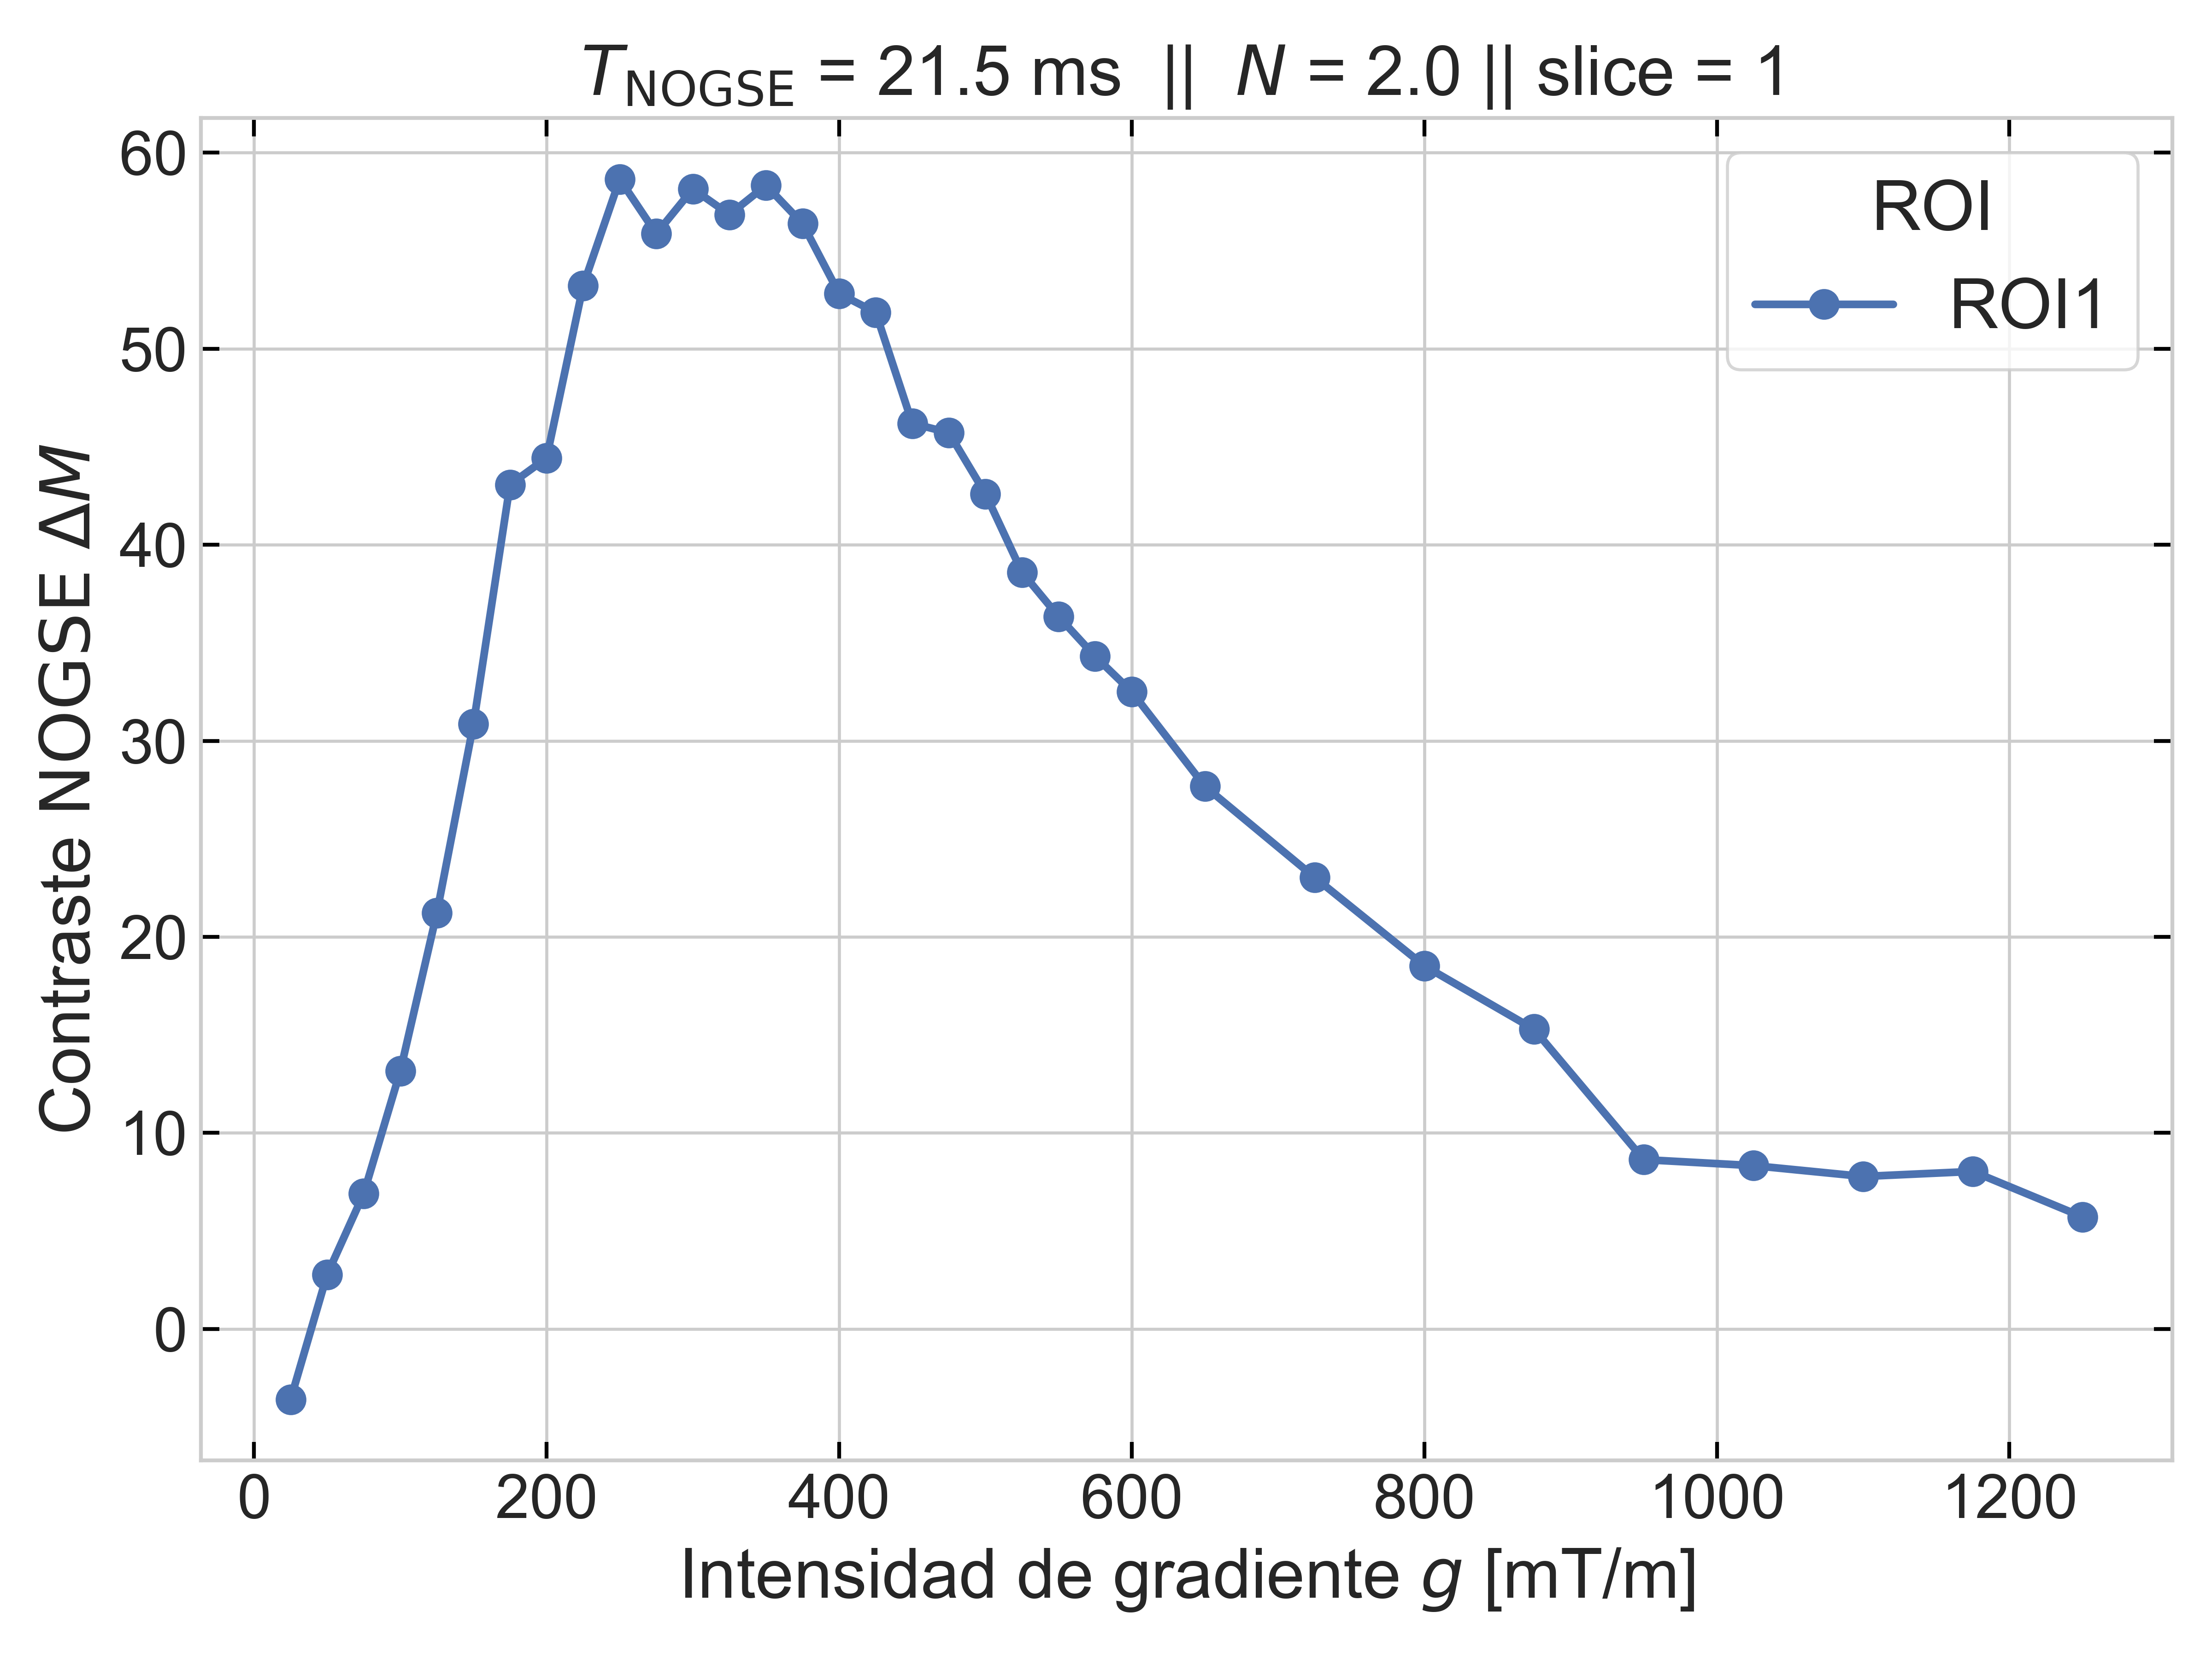 T_NOGSE = 21.5 ms || N = 2.0 || slice = 1
60
50
40
30
20
10
0
Contraste NOGSE ΔM
ROI
ROI1
0 200 400 600 800 1000 1200
Intensidad de gradiente g [mT/m]